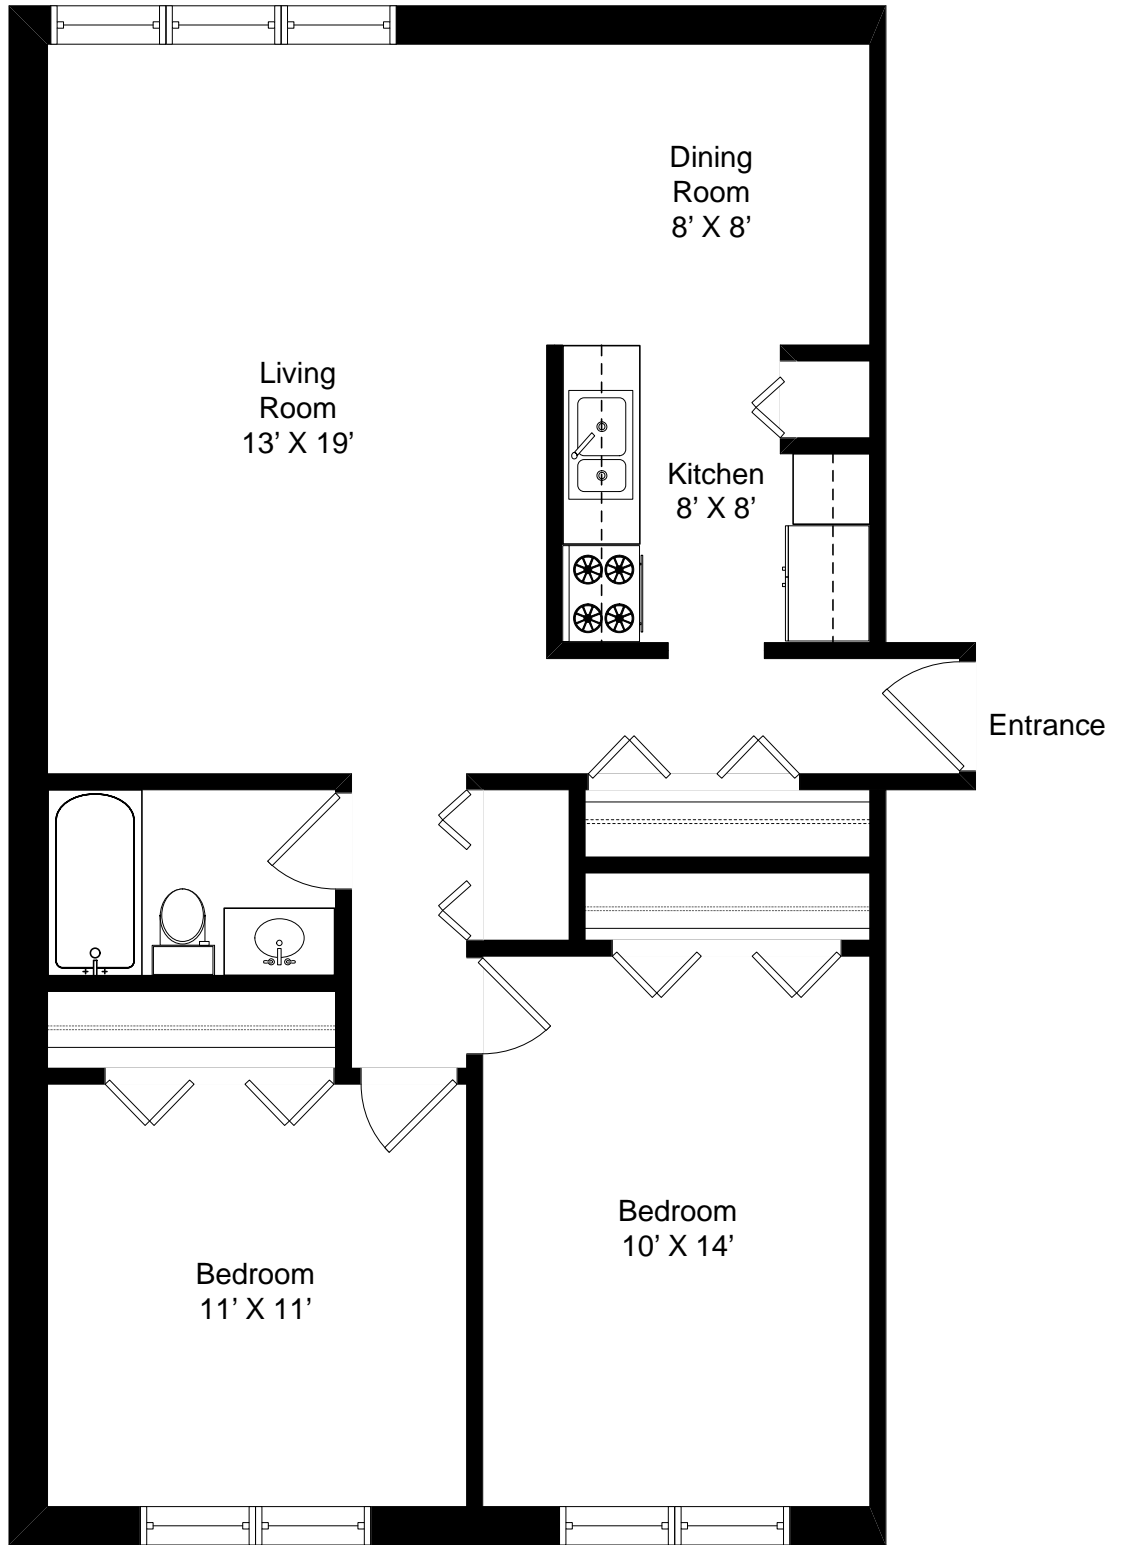 Dining
Room
8’ X 8’
Living
Room
13’ X 19’
Kitchen
8’ X 8’
Entrance
Bedroom
10’ X 14’
Bedroom
11’ X 11’